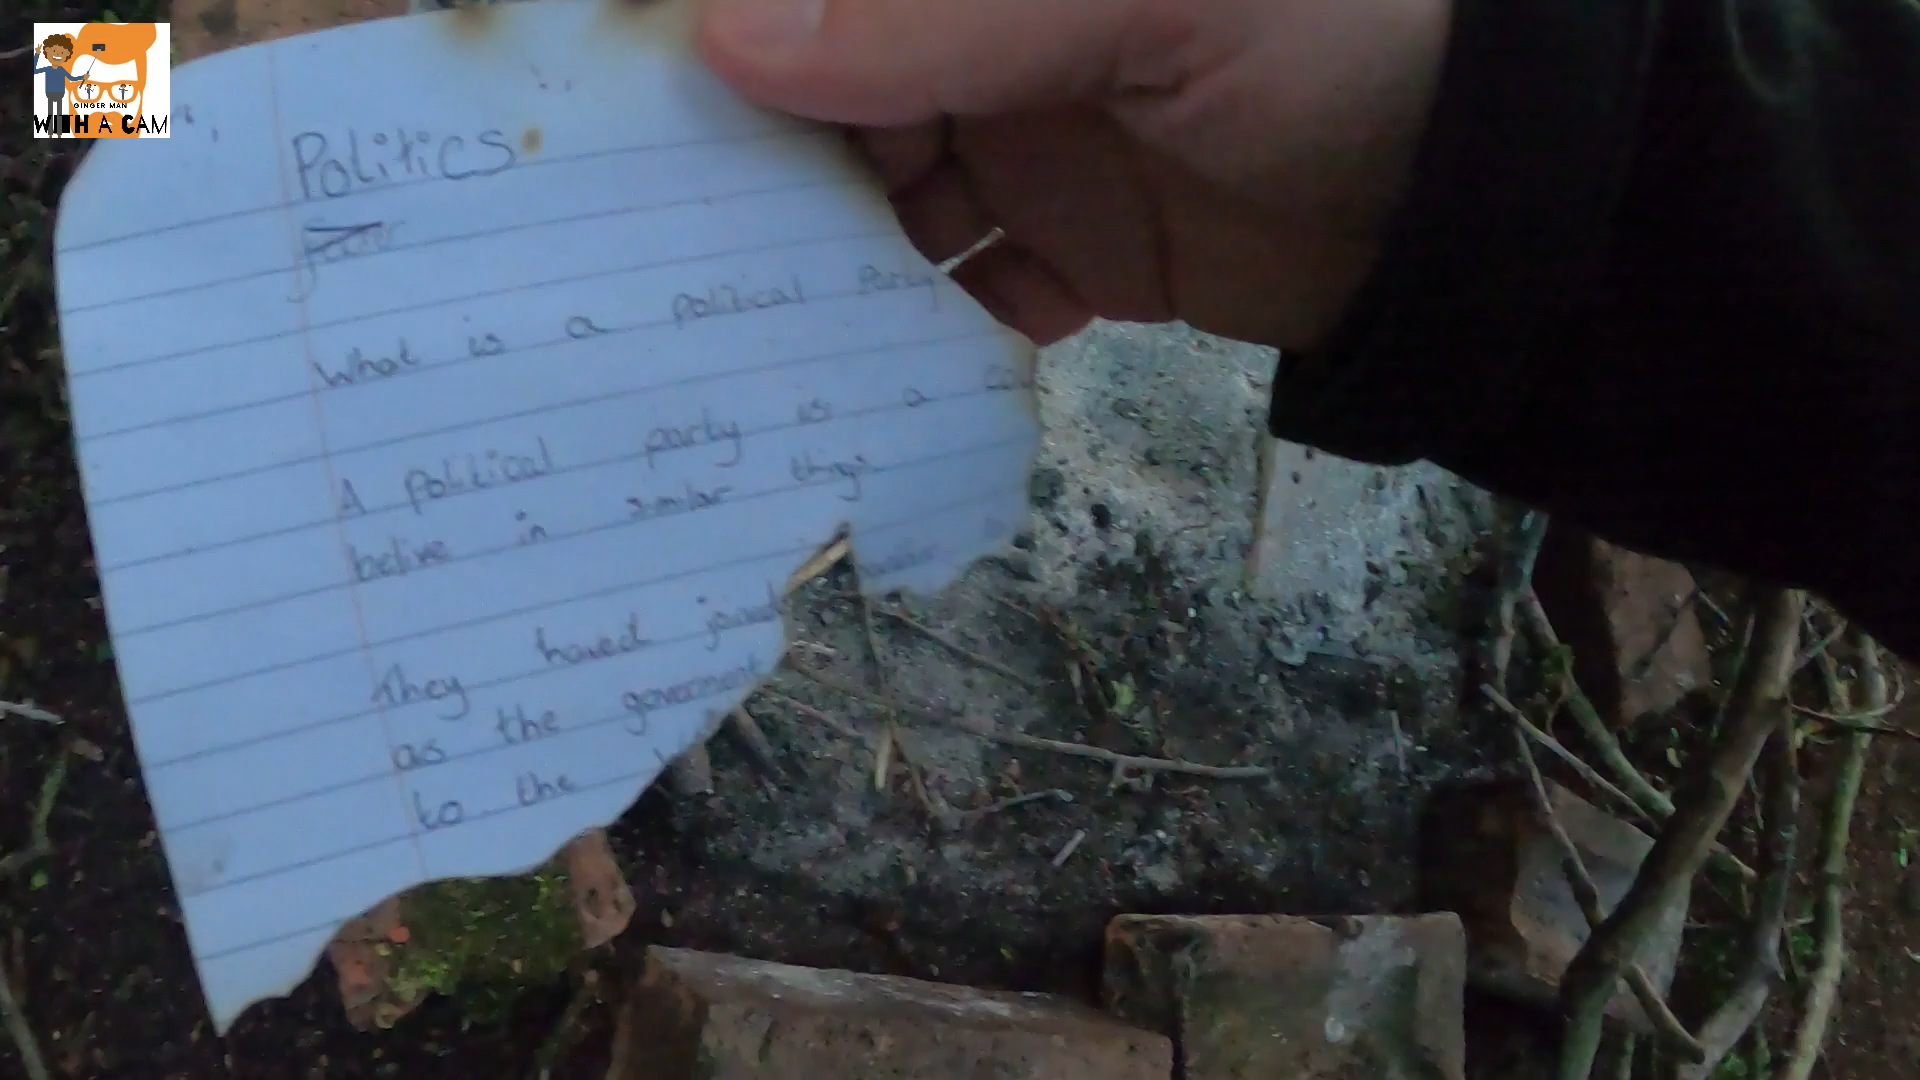 GINGER MAN
WITH A CAM
Politics
What is a political Party
A political party is a
belive in similar things
They haved joined
as the goverment
to the